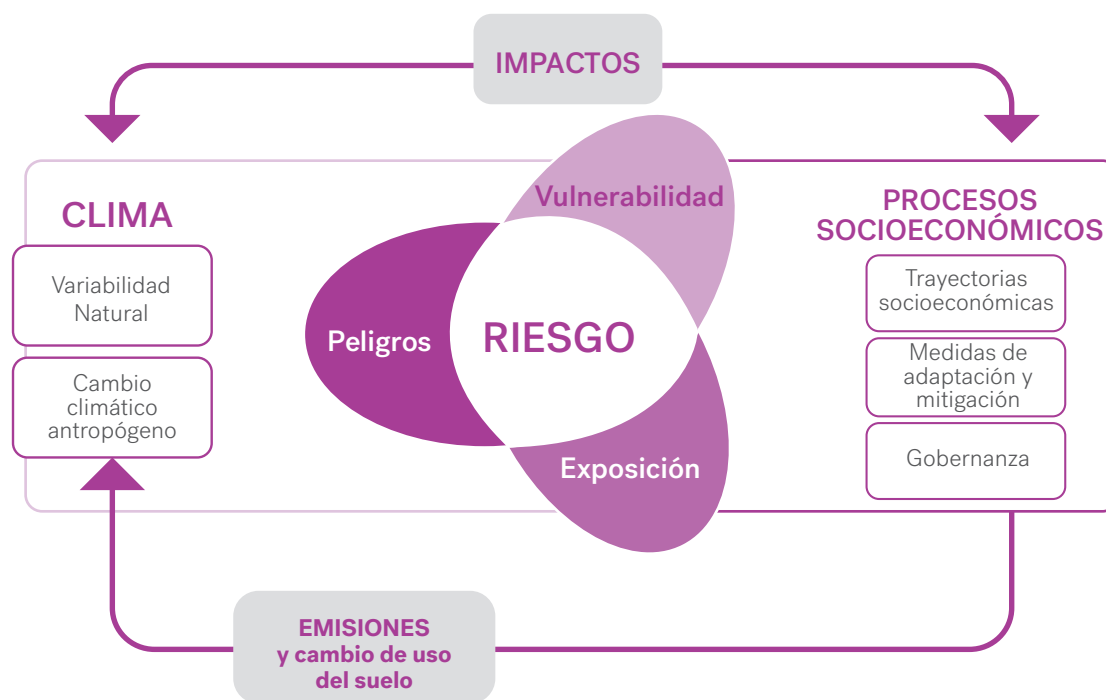 IMPACTOS
CLIMA
Variabilidad
Natural
Cambio
climático
antropógeno
Vulnerabilidad
Peligros
RIESGO
Exposición
PROCESOS
SOCIOECONÓMICOS
Trayectorias
socioeconómicas
Medidas de
adaptación y
mitigación
Gobernanza
EMISIONES
y cambio de uso
del suelo